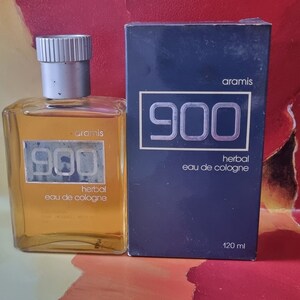 aramis
900
herbal
eau de cologne
aramis
900
herbal
eau de cologne
120 ml